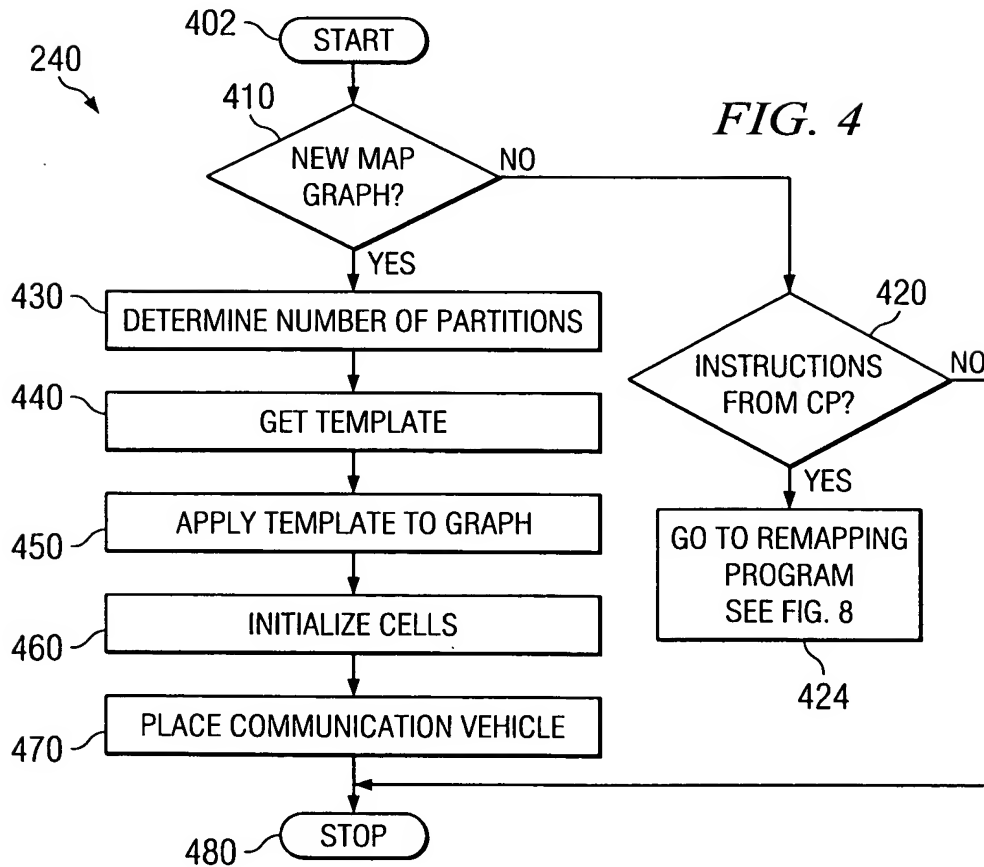 402
START
240
410
FIG. 4
NEW MAP
GRAPH?
NO
YES
430
DETERMINE NUMBER OF PARTITIONS
420
INSTRUCTIONS
FROM CP?
NO
440
GET TEMPLATE
YES
450
APPLY TEMPLATE TO GRAPH
GO TO REMAPPING
PROGRAM
SEE FIG. 8
424
460
INITIALIZE CELLS
470
PLACE COMMUNICATION VEHICLE
480
STOP